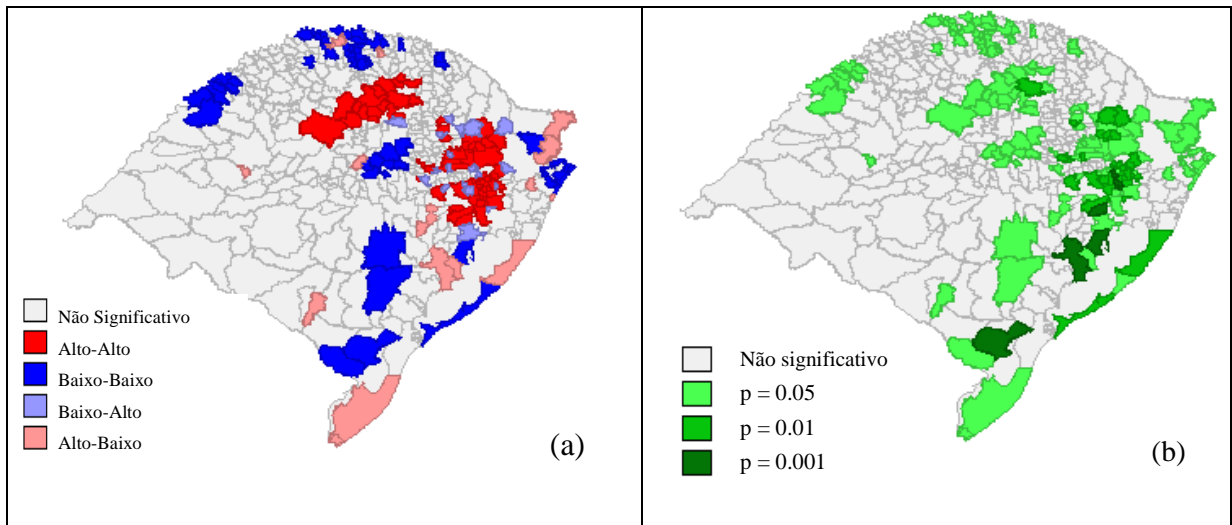 Não Significativo
Alto-Alto
Baixo-Baixo
Baixo-Alto
Alto-Baixo
(a)
Não significativo
p = 0.05
p = 0.01
p = 0.001
(b)